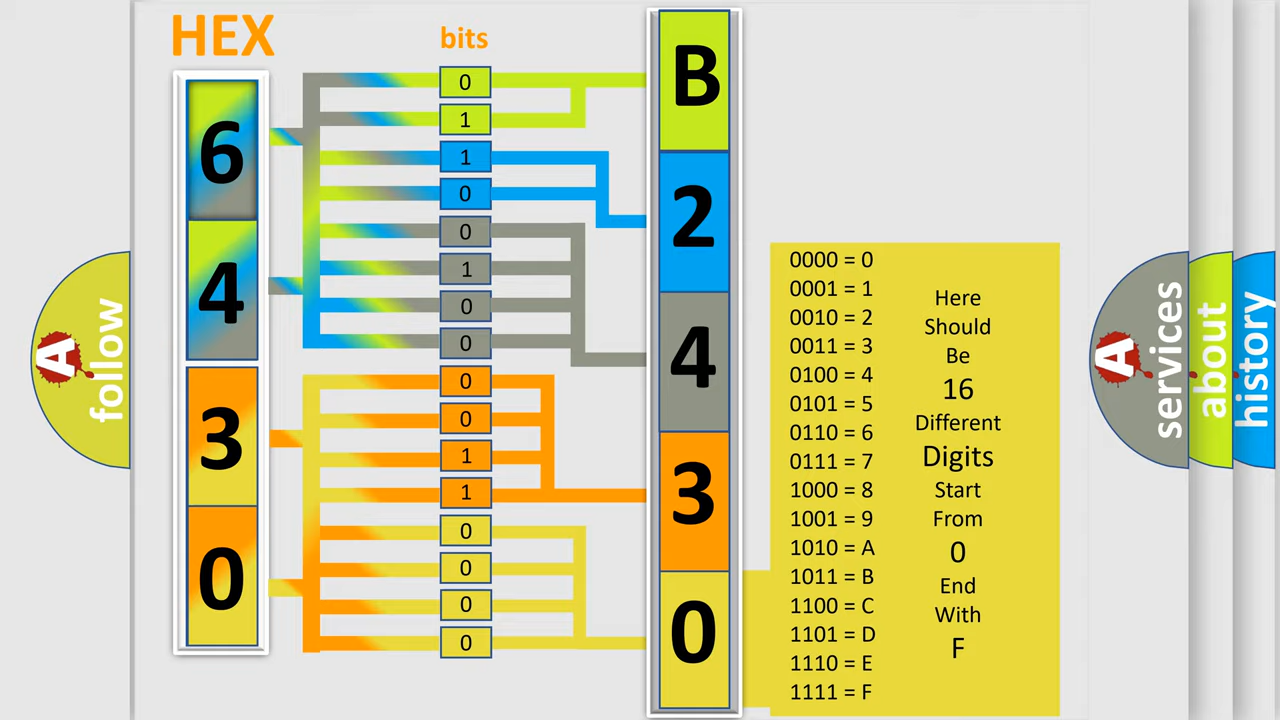 HEX
bits
6
4
3
0
0
1
1
0
0
1
0
0
0
0
1
1
0
0
0
0
B
2
4
3
0
0000 = 0
0001 = 1
0010 = 2
0011 = 3
0100 = 4
0101 = 5
0110 = 6
0111 = 7
1000 = 8
1001 = 9
1010 = A
1011 = B
1100 = C
1101 = D
1110 = E
1111 = F
Here
Should
Be
16
Different
Digits
Start
From
0
End
With
F
A
follow
A
services
about
history